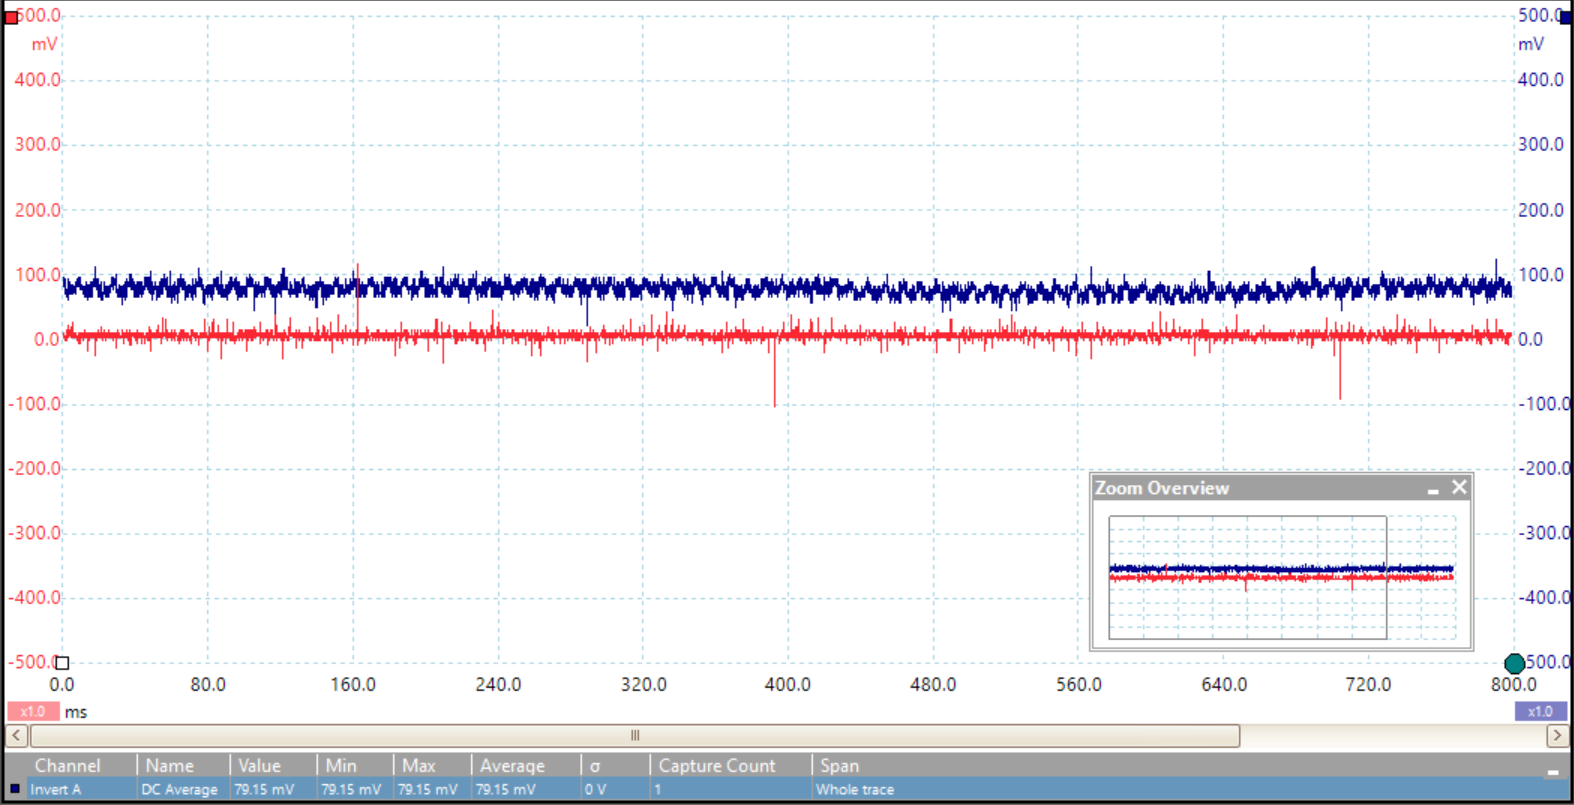 500.0 500.0
mV mV
400.0 400.0
300.0 300.0
200.0 200.0
100.0 100.0
0.0 0.0
-100.0 -100.0
-200.0 -200.0
Zoom Overview
-300.0 -300.0
-400.0 -400.0
-500.0 500.0
0.0 80.0 160.0 240.0 320.0 400.0 480.0 560.0 640.0 720.0 800.0
x1.0 ms x1.0
Channel Name Value Min Max Average σ Capture Count Span
Invert A DC Average 79.15 mV 79.15 mV 79.15 mV 79.15 mV 0 V 1 Whole trace